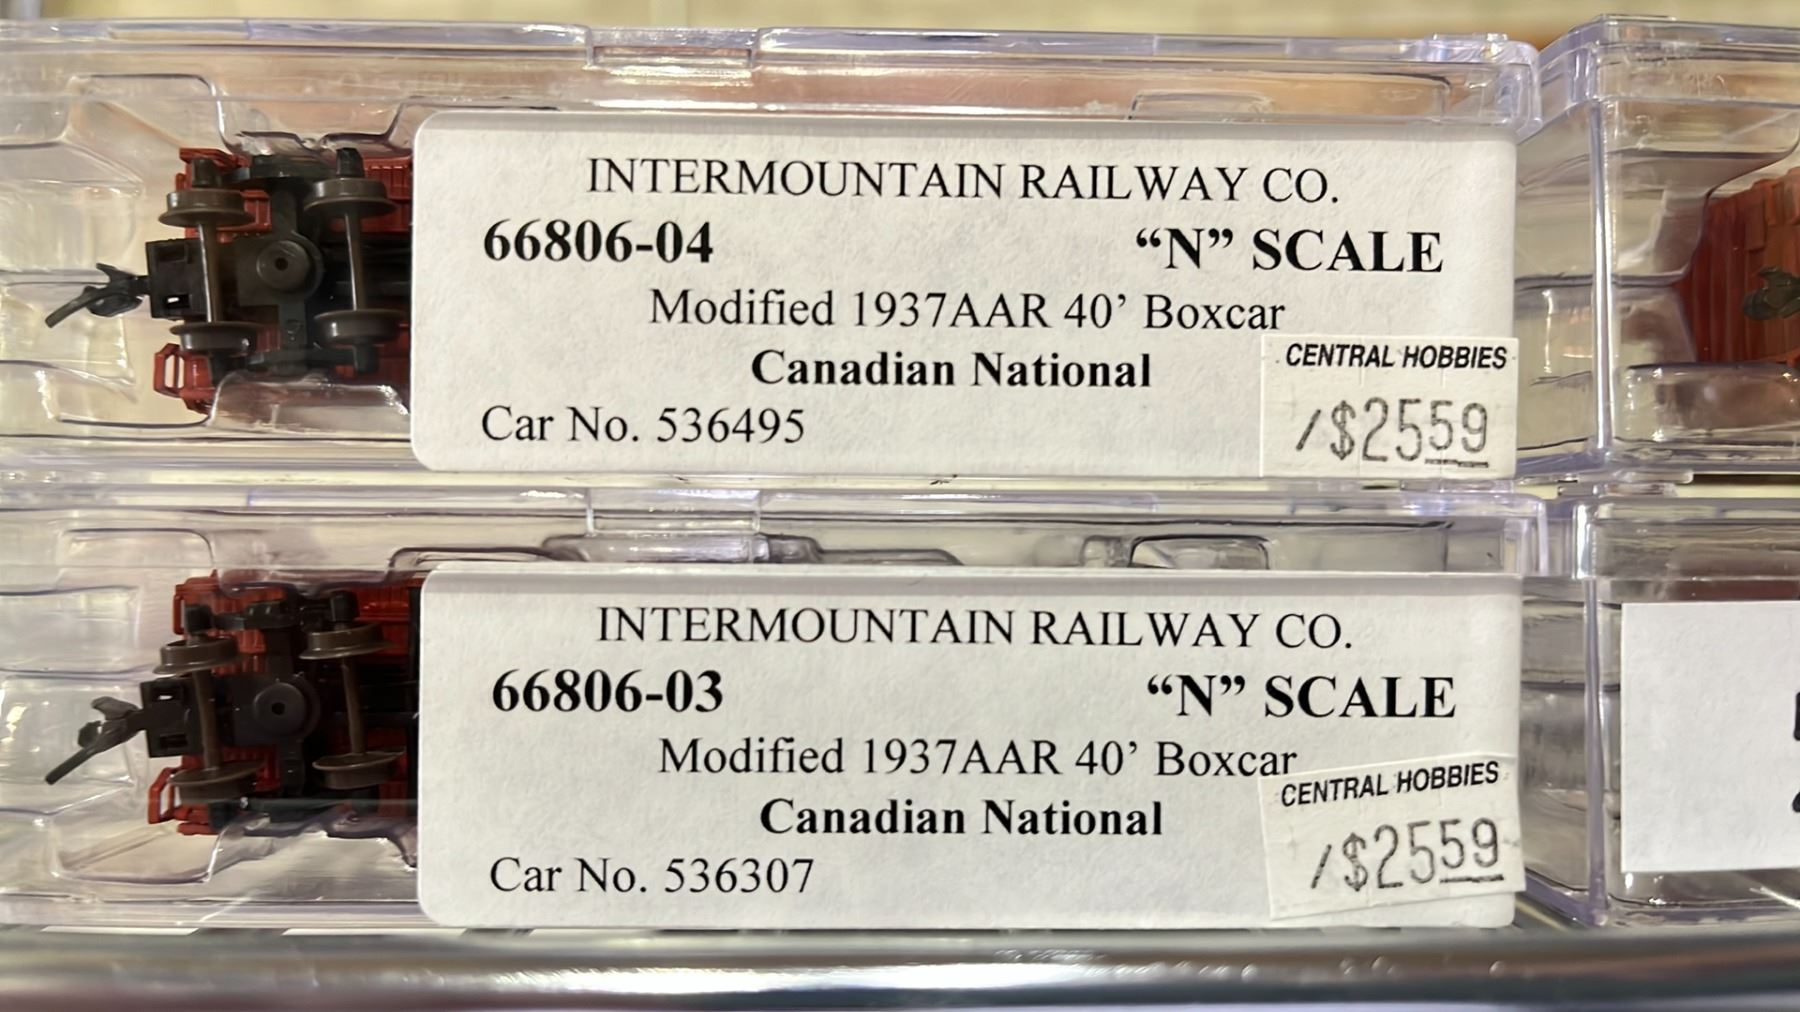 INTERMOUNTAIN RAILWAY CO.
66806-04 “N” SCALE
Modified 1937AAR 40’ Boxcar
Canadian National
Car No. 536495
CENTRAL HOBBIES
/$2559
INTERMOUNTAIN RAILWAY CO.
66806-03 “N” SCALE
Modified 1937AAR 40’ Boxcar
Canadian National
Car No. 536307
CENTRAL HOBBIES
/$2559